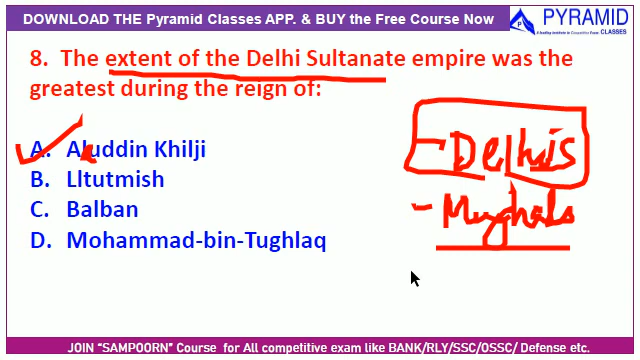 DOWNLOAD THE Pyramid Classes APP. & BUY the Free Course Now
PYRAMID
CLASSES
8. The extent of the Delhi Sultanate empire was the
greatest during the reign of:
A. Aluddin Khilji
B. Lltutmish
C. Balban
D. Mohammad-bin-Tughlaq
- Delhis
- Mughals
JOIN “SAMPOORN” Course for All competitive exam like BANK/RLY/SSC/OSSC/ Defense etc.